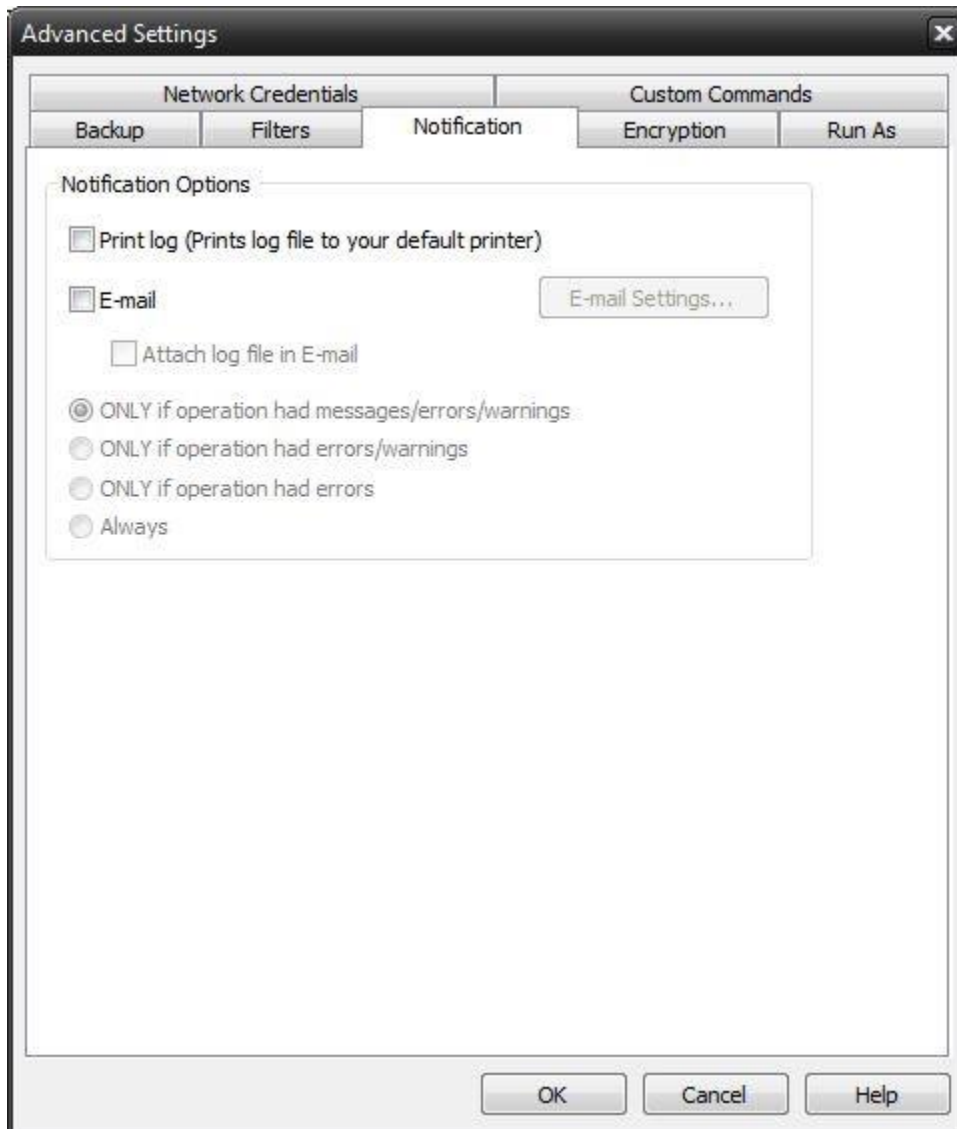 Advanced Settings
Network Credentials Custom Commands
Backup Filters Notification Encryption Run As
Notification Options
Print log (Prints log file to your default printer)
E-mail E-mail Settings...
Attach log file in E-mail
ONLY if operation had messages/errors/warnings
ONLY if operation had errors/warnings
ONLY if operation had errors
Always
OK Cancel Help